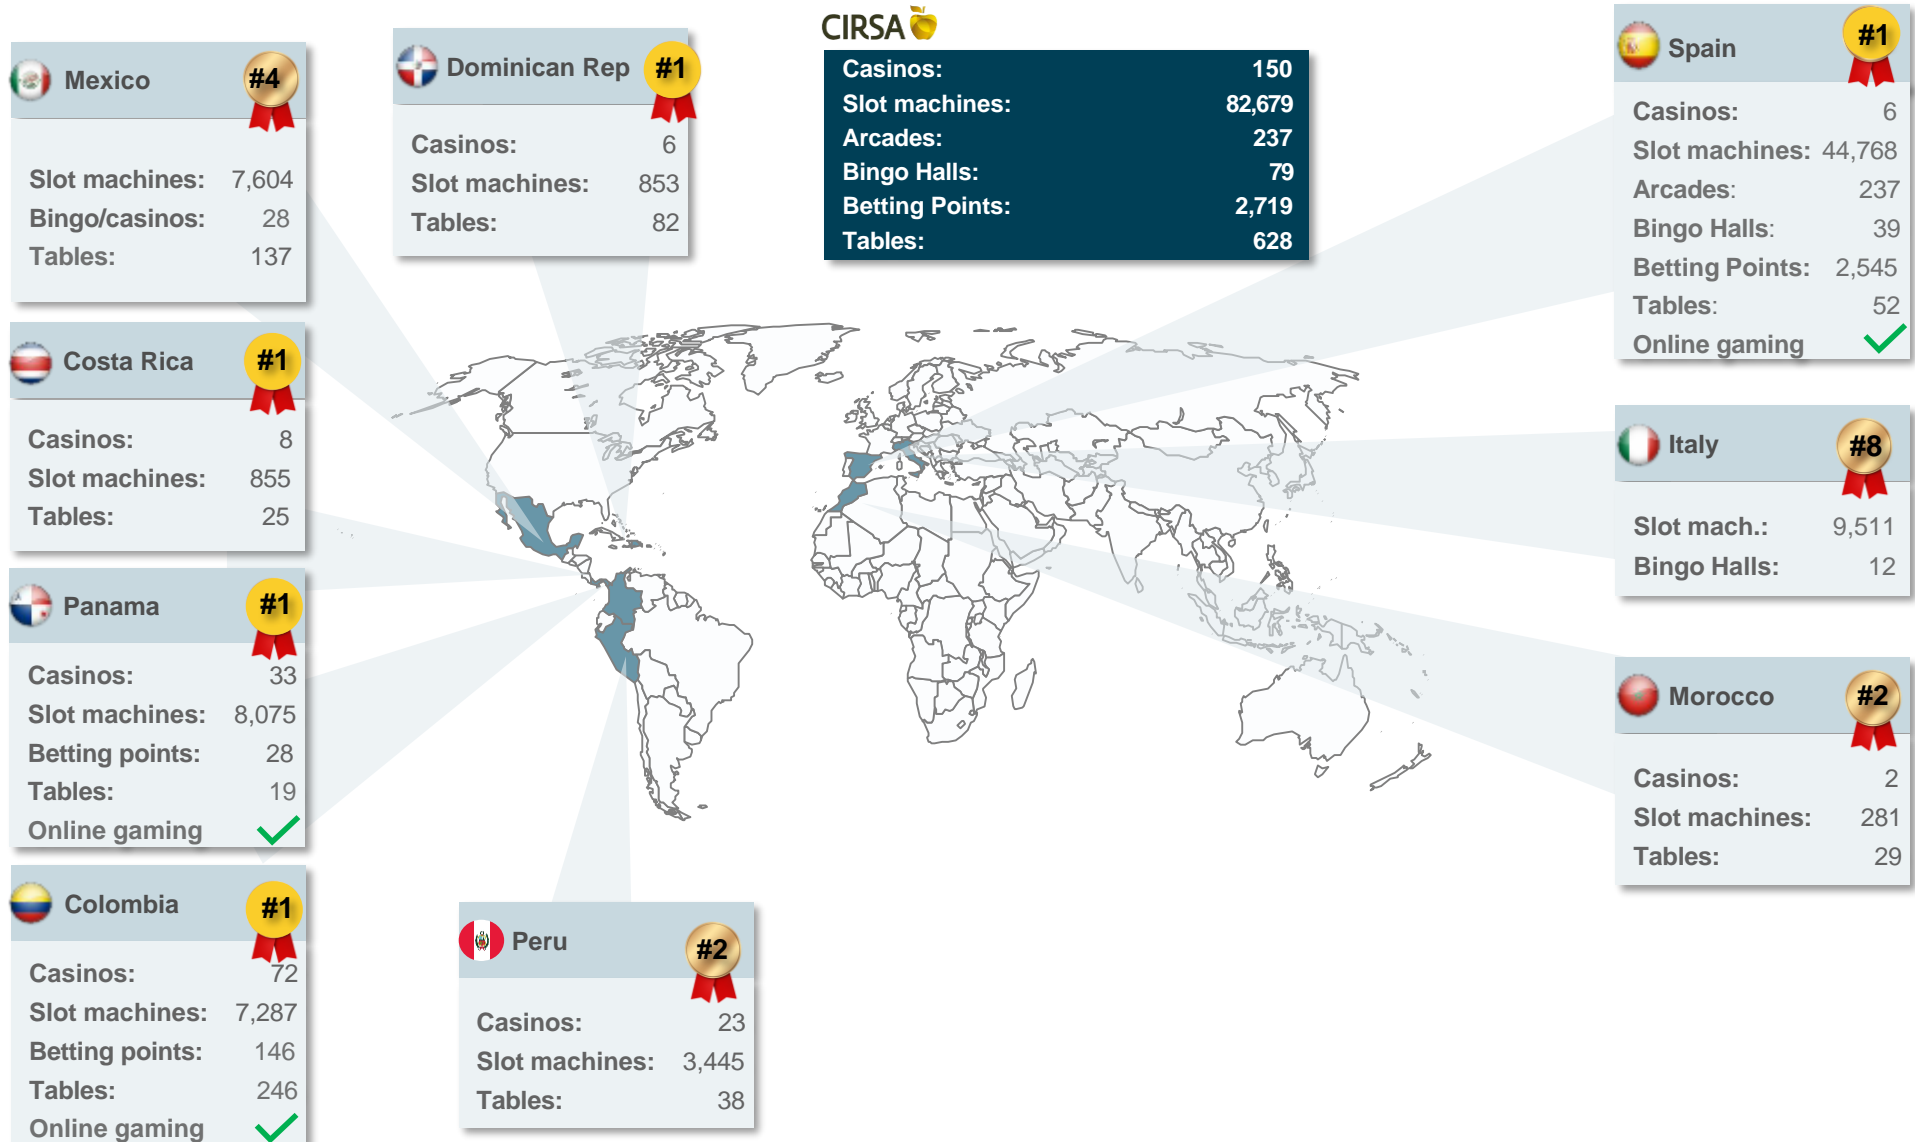 CIRSA
Casinos: 150
Slot machines: 82,679
Arcades: 237
Bingo Halls: 79
Betting Points: 2,719
Tables: 628
Mexico #4
Slot machines: 7,604
Bingo/casinos: 28
Tables: 137
Dominican Rep #1
Casinos: 6
Slot machines: 853
Tables: 82
Spain #1
Casinos: 6
Slot machines: 44,768
Arcades: 237
Bingo Halls: 39
Betting Points: 2,545
Tables: 52
Online gaming
Costa Rica #1
Casinos: 8
Slot machines: 855
Tables: 25
Italy #8
Slot mach.: 9,511
Bingo Halls: 12
Panama #1
Casinos: 33
Slot machines: 8,075
Betting points: 28
Tables: 19
Online gaming
Morocco #2
Casinos: 2
Slot machines: 281
Tables: 29
Colombia #1
Casinos: 72
Slot machines: 7,287
Betting points: 146
Tables: 246
Online gaming
Peru #2
Casinos: 23
Slot machines: 3,445
Tables: 38